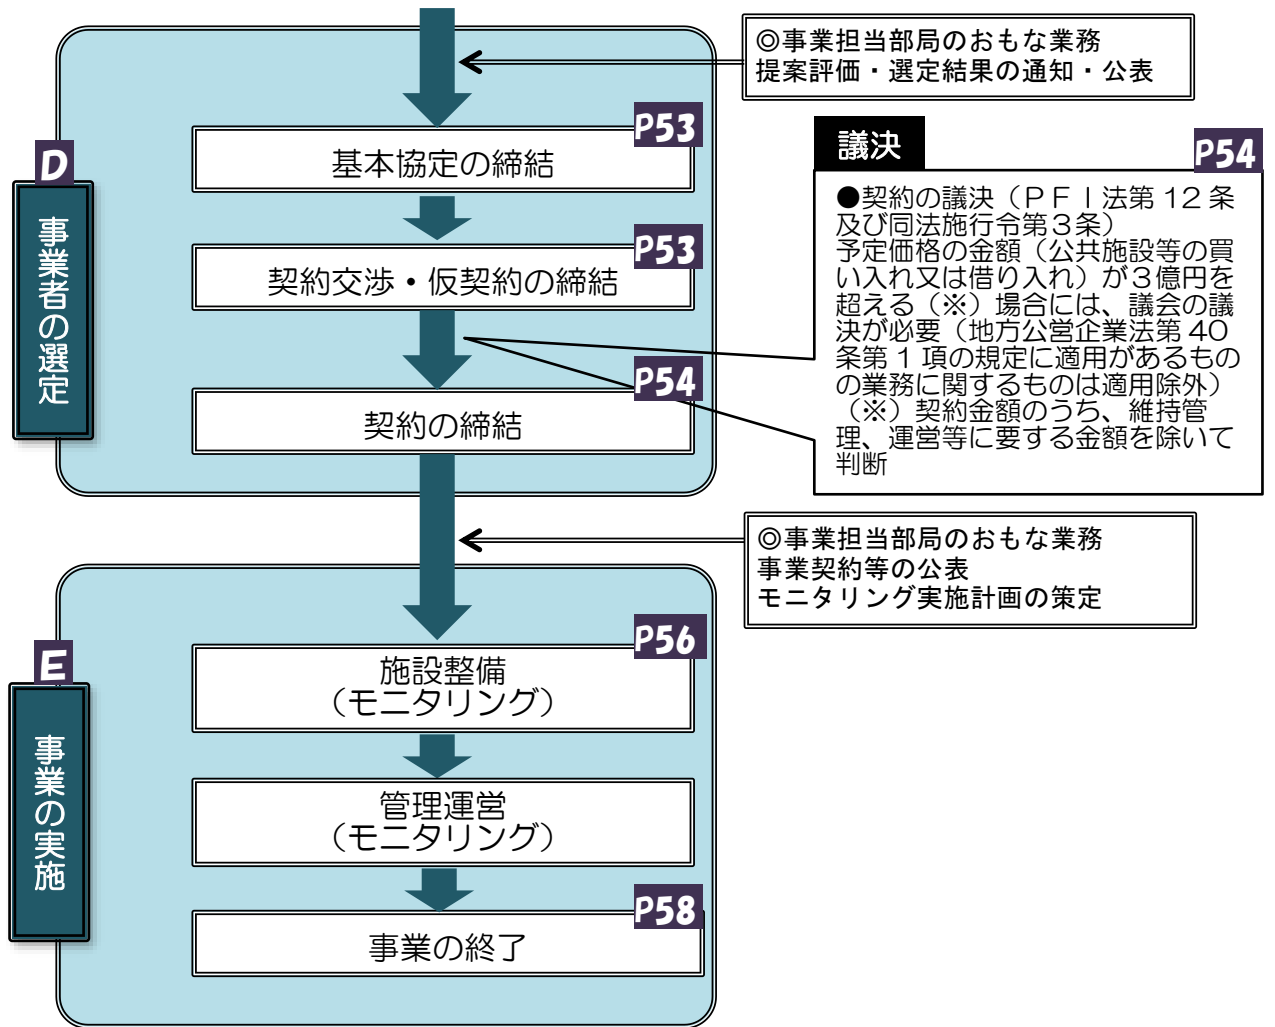 ◎事業担当部局のおもな業務
提案評価・選定結果の通知・公表
D
事業者の選定
P53
基本協定の締結
P53
契約交渉・仮契約の締結
P54
契約の締結
議決
P54
●契約の議決（ＰＦＩ法第12条
及び同法施行令第３条）
予定価格の金額（公共施設等の買
い入れ又は借り入れ）が３億円を
超える（※）場合には、議会の議
決が必要（地方公営企業法第40
条第１項の規定に適用があるもの
の業務に関するものは適用除外）
（※）契約金額のうち、維持管
理、運営等に要する金額を除いて
判断
◎事業担当部局のおもな業務
事業契約等の公表
モニタリング実施計画の策定
E
事業の実施
P56
施設整備
（モニタリング）
管理運営
（モニタリング）
P58
事業の終了